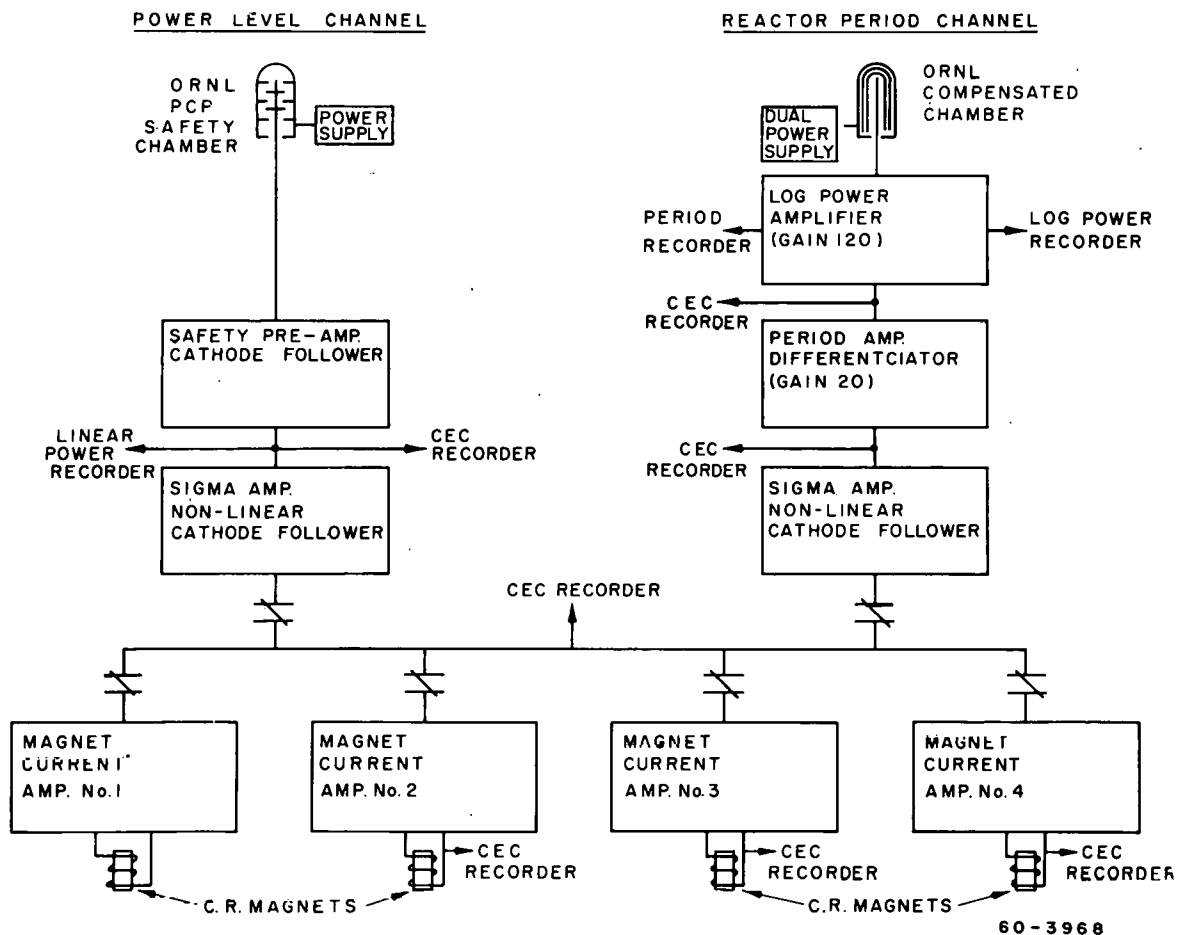 POWER LEVEL CHANNEL
REACTOR PERIOD CHANNEL
ORNL
PCP
SAFETY
CHAMBER
POWER
SUPPLY
DUAL
POWER
SUPPLY
ORNL
COMPENSATED
CHAMBER
LOG POWER
AMPLIFIER
(GAIN 120)
PERIOD
RECORDER
LOG POWER
RECORDER
CEC
RECORDER
SAFETY PRE-AMP.
CATHODE FOLLOWER
PERIOD AMP.
DIFFERENTCIATOR
(GAIN 20)
LINEAR
POWER
RECORDER
CEC
RECORDER
CEC
RECORDER
SIGMA AMP.
NON-LINEAR
CATHODE FOLLOWER
SIGMA AMP.
NON-LINEAR
CATHODE FOLLOWER
CEC RECORDER
MAGNET
CURRENT
AMP. No. 1
MAGNET
CURRENT
AMP. No. 2
MAGNET
CURRENT
AMP. No. 3
MAGNET
CURRENT
AMP. No. 4
CEC
RECORDER
CEC
RECORDER
CEC
RECORDER
C.R. MAGNETS
C.R. MAGNETS
60-3968